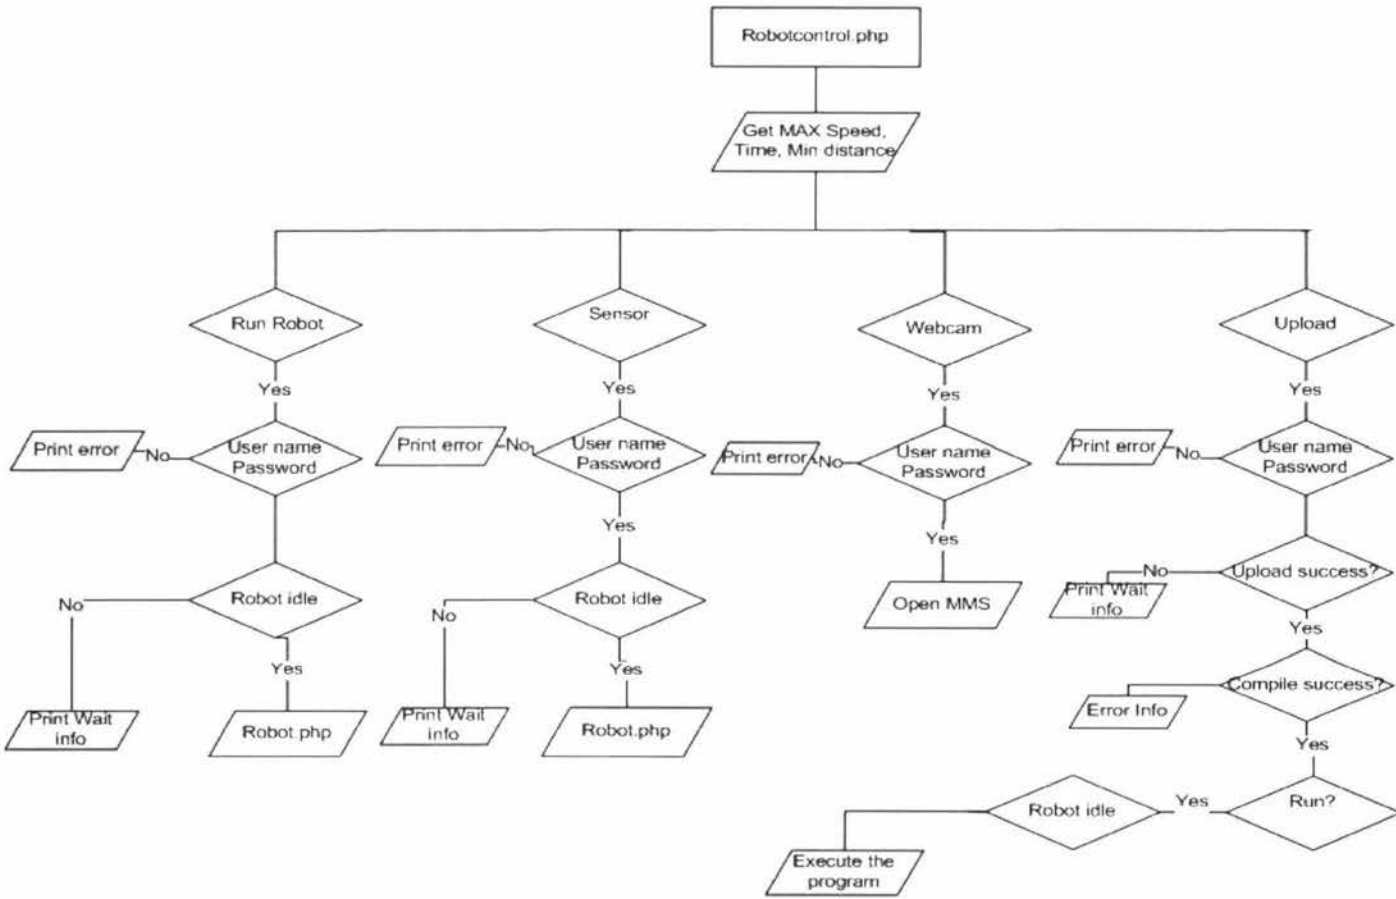 Robotcontrol.php
Get MAX Speed,
Time, Min distance
Run Robot
Sensor
Webcam
Upload
Yes
Yes
Yes
Yes
Print error
No
User name
Password
Print error
No
User name
Password
Print error
No
User name
Password
Print error
No
User name
Password
Yes
Yes
No
Robot idle
No
Robot idle
Open MMS
No
Upload success?
Print Wait
info
Yes
Yes
Yes
Compile success?
Error Info
Print Wait
info
Robot.php
Print Wait
info
Robot.php
Yes
Robot idle
Yes
Run?
Execute the
program